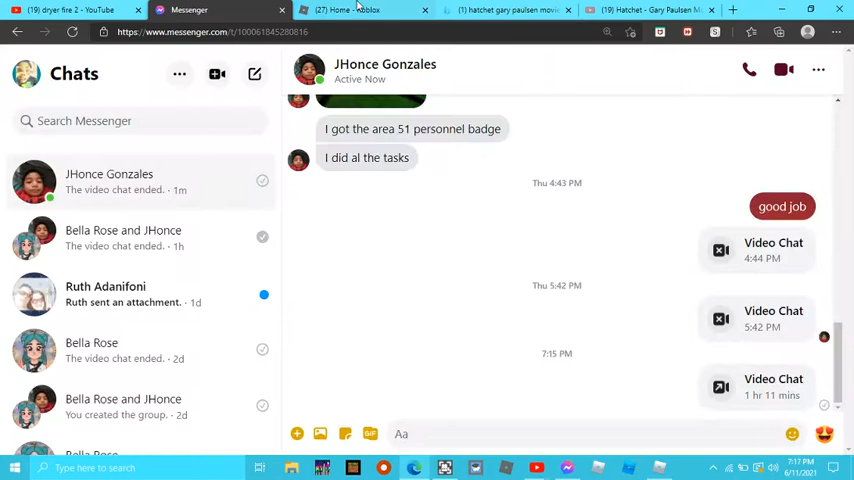 (19) dryer fire 2 - YouTube
Messenger
(27) Home - Roblox
(1) hatchet gary paulsen movie
(19) Hatchet - Gary Paulsen M
https://www.messenger.com/t/100061845280816
Chats
Search Messenger
JHonce Gonzales
The video chat ended. · 1m
Bella Rose and JHonce
The video chat ended. · 1h
Ruth Adanifoni
Ruth sent an attachment. · 1d
Bella Rose
The video chat ended. · 2d
Bella Rose and JHonce
You created the group. · 2d
JHonce Gonzales
Active Now
I got the area 51 personnel badge
I did al the tasks
Thu 4:43 PM
good job
Video Chat
4:44 PM
Thu 5:42 PM
Video Chat
5:42 PM
7:15 PM
Video Chat
1 hr 11 mins
GIF
Aa
Type here to search
7:17 PM
6/11/2021